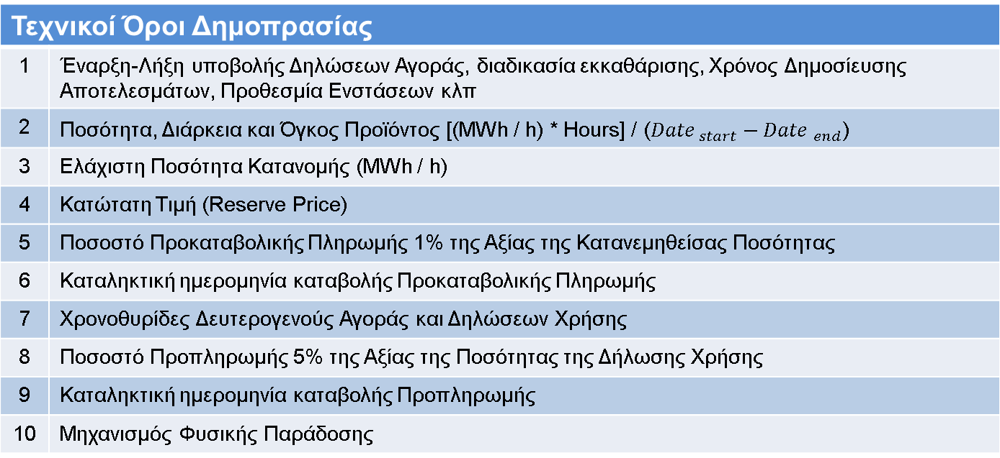 Τεχνικοί Όροι Δημοπρασίας
1 Έναρξη-Λήξη υποβολής Δηλώσεων Αγοράς, διαδικασία εκκαθάρισης, Χρόνος Δημοσίευσης
Αποτελεσμάτων, Προθεσμία Ενστάσεων κλπ
2 Ποσότητα, Διάρκεια και Όγκος Προϊόντος [(MWh / h) * Hours] / (Date start − Date end)
3 Ελάχιστη Ποσότητα Κατανομής (MWh / h)
4 Κατώτατη Τιμή (Reserve Price)
5 Ποσοστό Προκαταβολικής Πληρωμής 1% της Αξίας της Κατανεμηθείσας Ποσότητας
6 Καταληκτική ημερομηνία καταβολής Προκαταβολικής Πληρωμής
7 Χρονοθυρίδες Δευτερογενούς Αγοράς και Δηλώσεων Χρήσης
8 Ποσοστό Προπληρωμής 5% της Αξίας της Ποσότητας της Δήλωσης Χρήσης
9 Καταληκτική ημερομηνία καταβολής Προπληρωμής
10 Μηχανισμός Φυσικής Παράδοσης